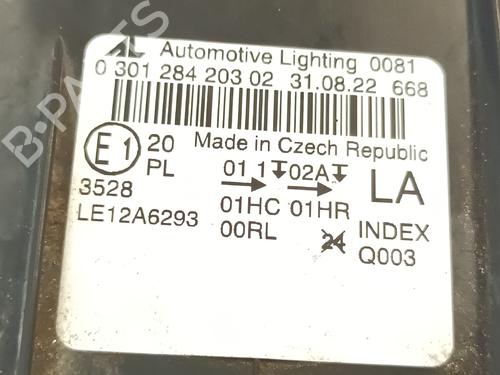 AL Automotive Lighting 0081
0 301 284 203 02 31.08.22 668
E1 20 Made in Czech Republic
PL 01 1 02A LA
3528 01HC 01HR INDEX
LE12A6293 00RL 24 Q003
B-PARTS